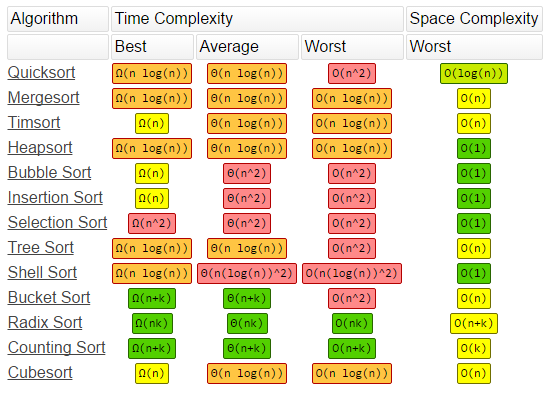 Algorithm Time Complexity Space Complexity
Best Average Worst Worst
Quicksort Ω(n log(n)) Θ(n log(n)) O(n^2) O(log(n))
Mergesort Ω(n log(n)) Θ(n log(n)) O(n log(n)) O(n)
Timsort Ω(n) Θ(n log(n)) O(n log(n)) O(n)
Heapsort Ω(n log(n)) Θ(n log(n)) O(n log(n)) O(1)
Bubble Sort Ω(n) Θ(n^2) O(n^2) O(1)
Insertion Sort Ω(n) Θ(n^2) O(n^2) O(1)
Selection Sort Ω(n^2) Θ(n^2) O(n^2) O(1)
Tree Sort Ω(n log(n)) Θ(n log(n)) O(n^2) O(n)
Shell Sort Ω(n log(n)) Θ(n(log(n))^2) O(n(log(n))^2) O(1)
Bucket Sort Ω(n+k) Θ(n+k) O(n^2) O(n)
Radix Sort Ω(nk) Θ(nk) O(nk) O(n+k)
Counting Sort Ω(n+k) Θ(n+k) O(n+k) O(k)
Cubesort Ω(n) Θ(n log(n)) O(n log(n)) O(n)